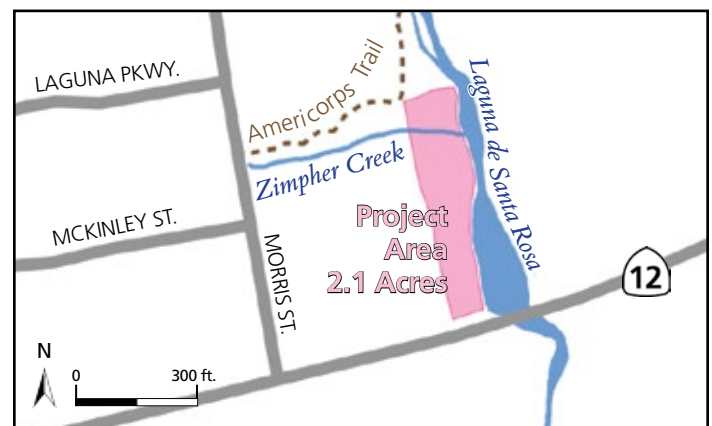 LAGUNA PKWY.
Americorps Trail
Laguna de Santa Rosa
Zimpher Creek
MCKINLEY ST.
MORRIS ST.
Project
Area
2.1 Acres
12
N
0 300 ft.